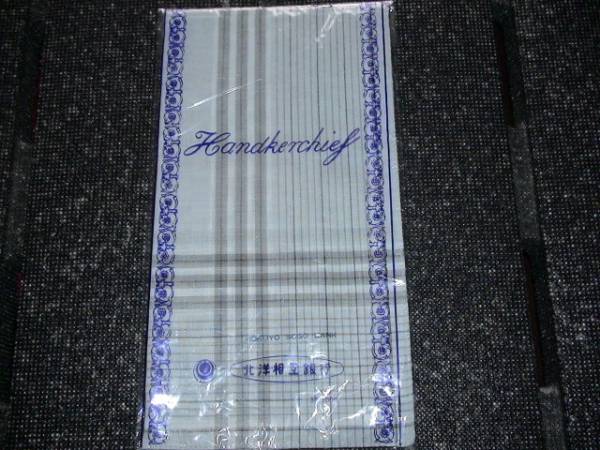 Handkerchief
HOKUYO SOGO BANK
北洋相互銀行